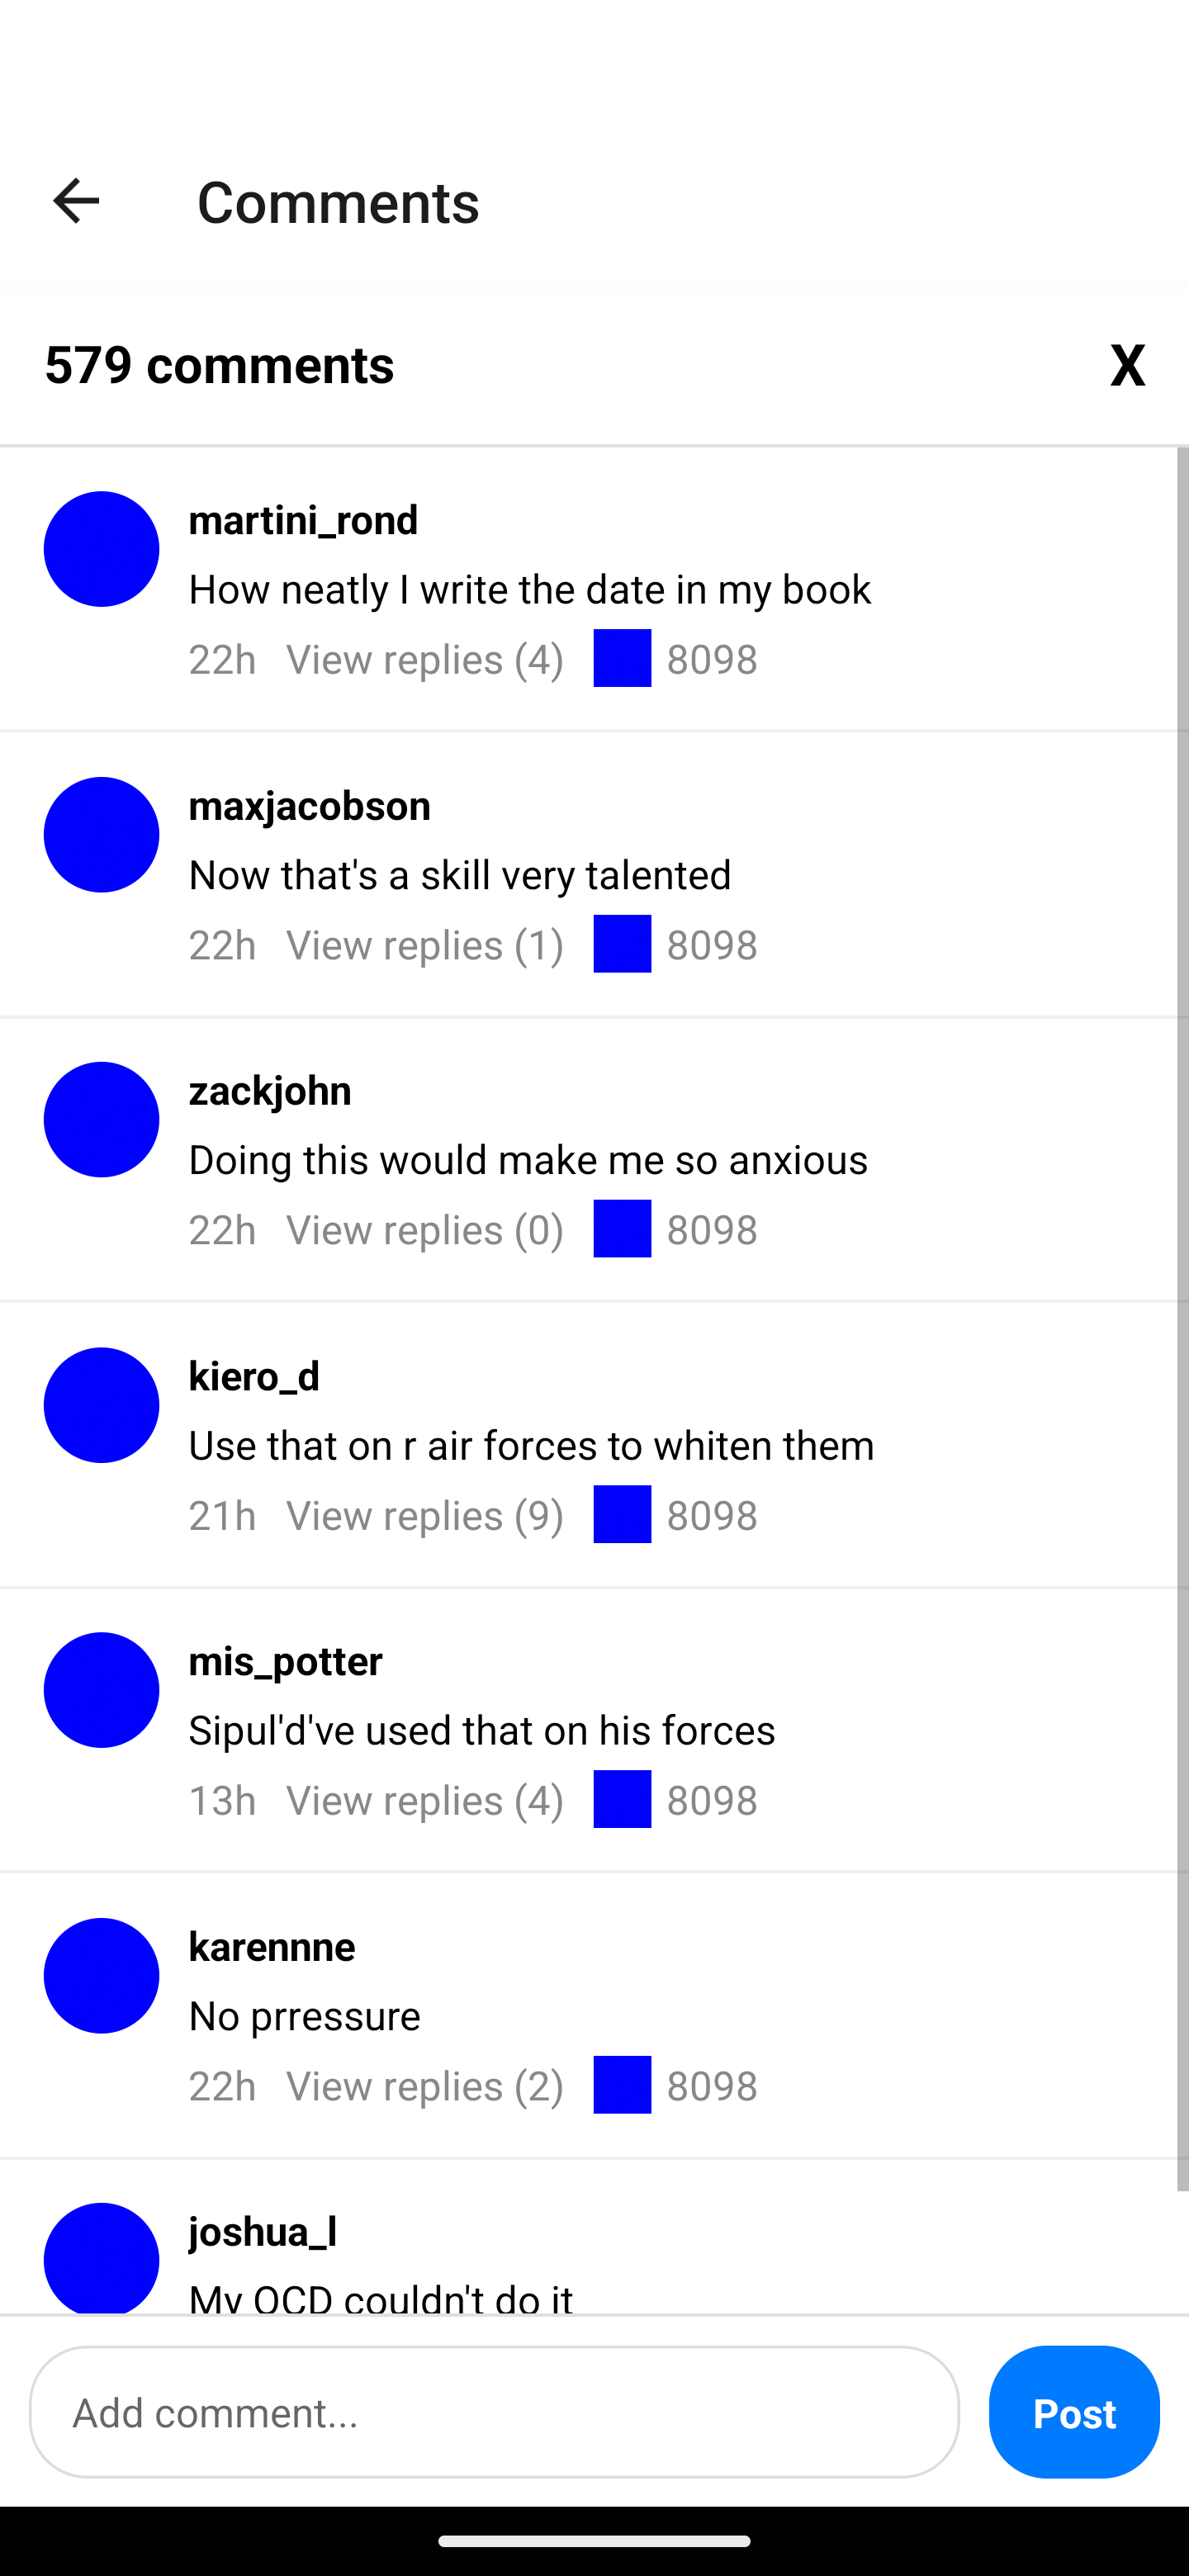 Comments
579 comments X
martini_rond
How neatly I write the date in my book
22h View replies (4) 8098
maxjacobson
Now that's a skill very talented
22h View replies (1) 8098
zackjohn
Doing this would make me so anxious
22h View replies (0) 8098
kiero_d
Use that on r air forces to whiten them
21h View replies (9) 8098
mis_potter
Sipul'd've used that on his forces
13h View replies (4) 8098
karennne
No prressure
22h View replies (2) 8098
joshua_l
My OCD couldn't do it
Add comment... Post